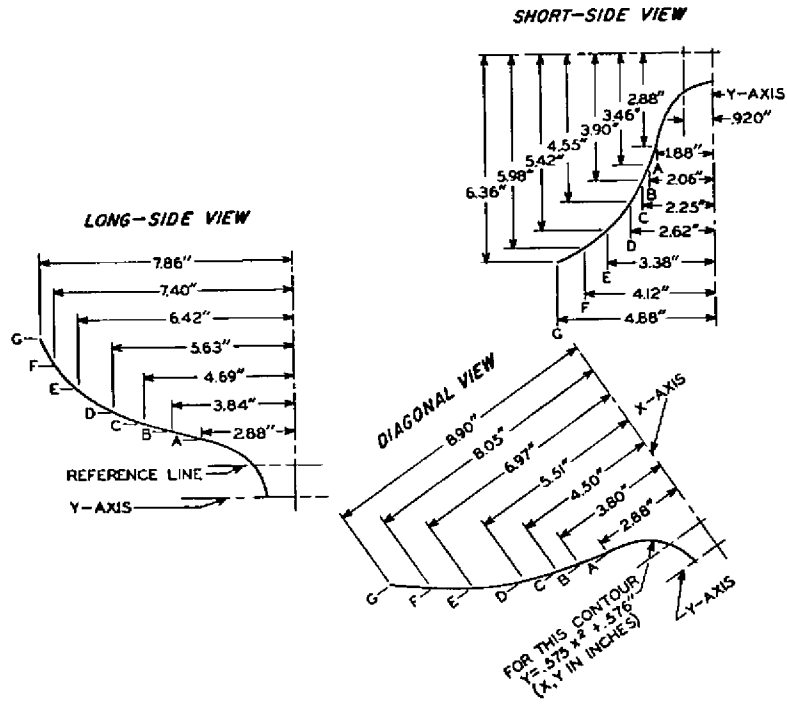 SHORT-SIDE VIEW
2.88"
3.46"
3.90"
4.55"
5.42"
5.98"
6.36"
Y-AXIS
.920"
1.88"
A
2.06"
B
2.25"
C
2.62"
D
3.38"
E
4.12"
F
4.88"
G
LONG-SIDE VIEW
7.86"
7.40"
6.42"
5.63"
4.69"
3.84"
2.88"
G
F
E
D
C
B
A
REFERENCE LINE
Y-AXIS
DIAGONAL VIEW
X-AXIS
8.90"
8.05"
6.97"
5.51"
4.50"
3.80"
2.88"
G
F
E
D
C
B
A
FOR THIS CONTOUR
Y=.575 X² +.576"
(X,Y IN INCHES)
Y-AXIS